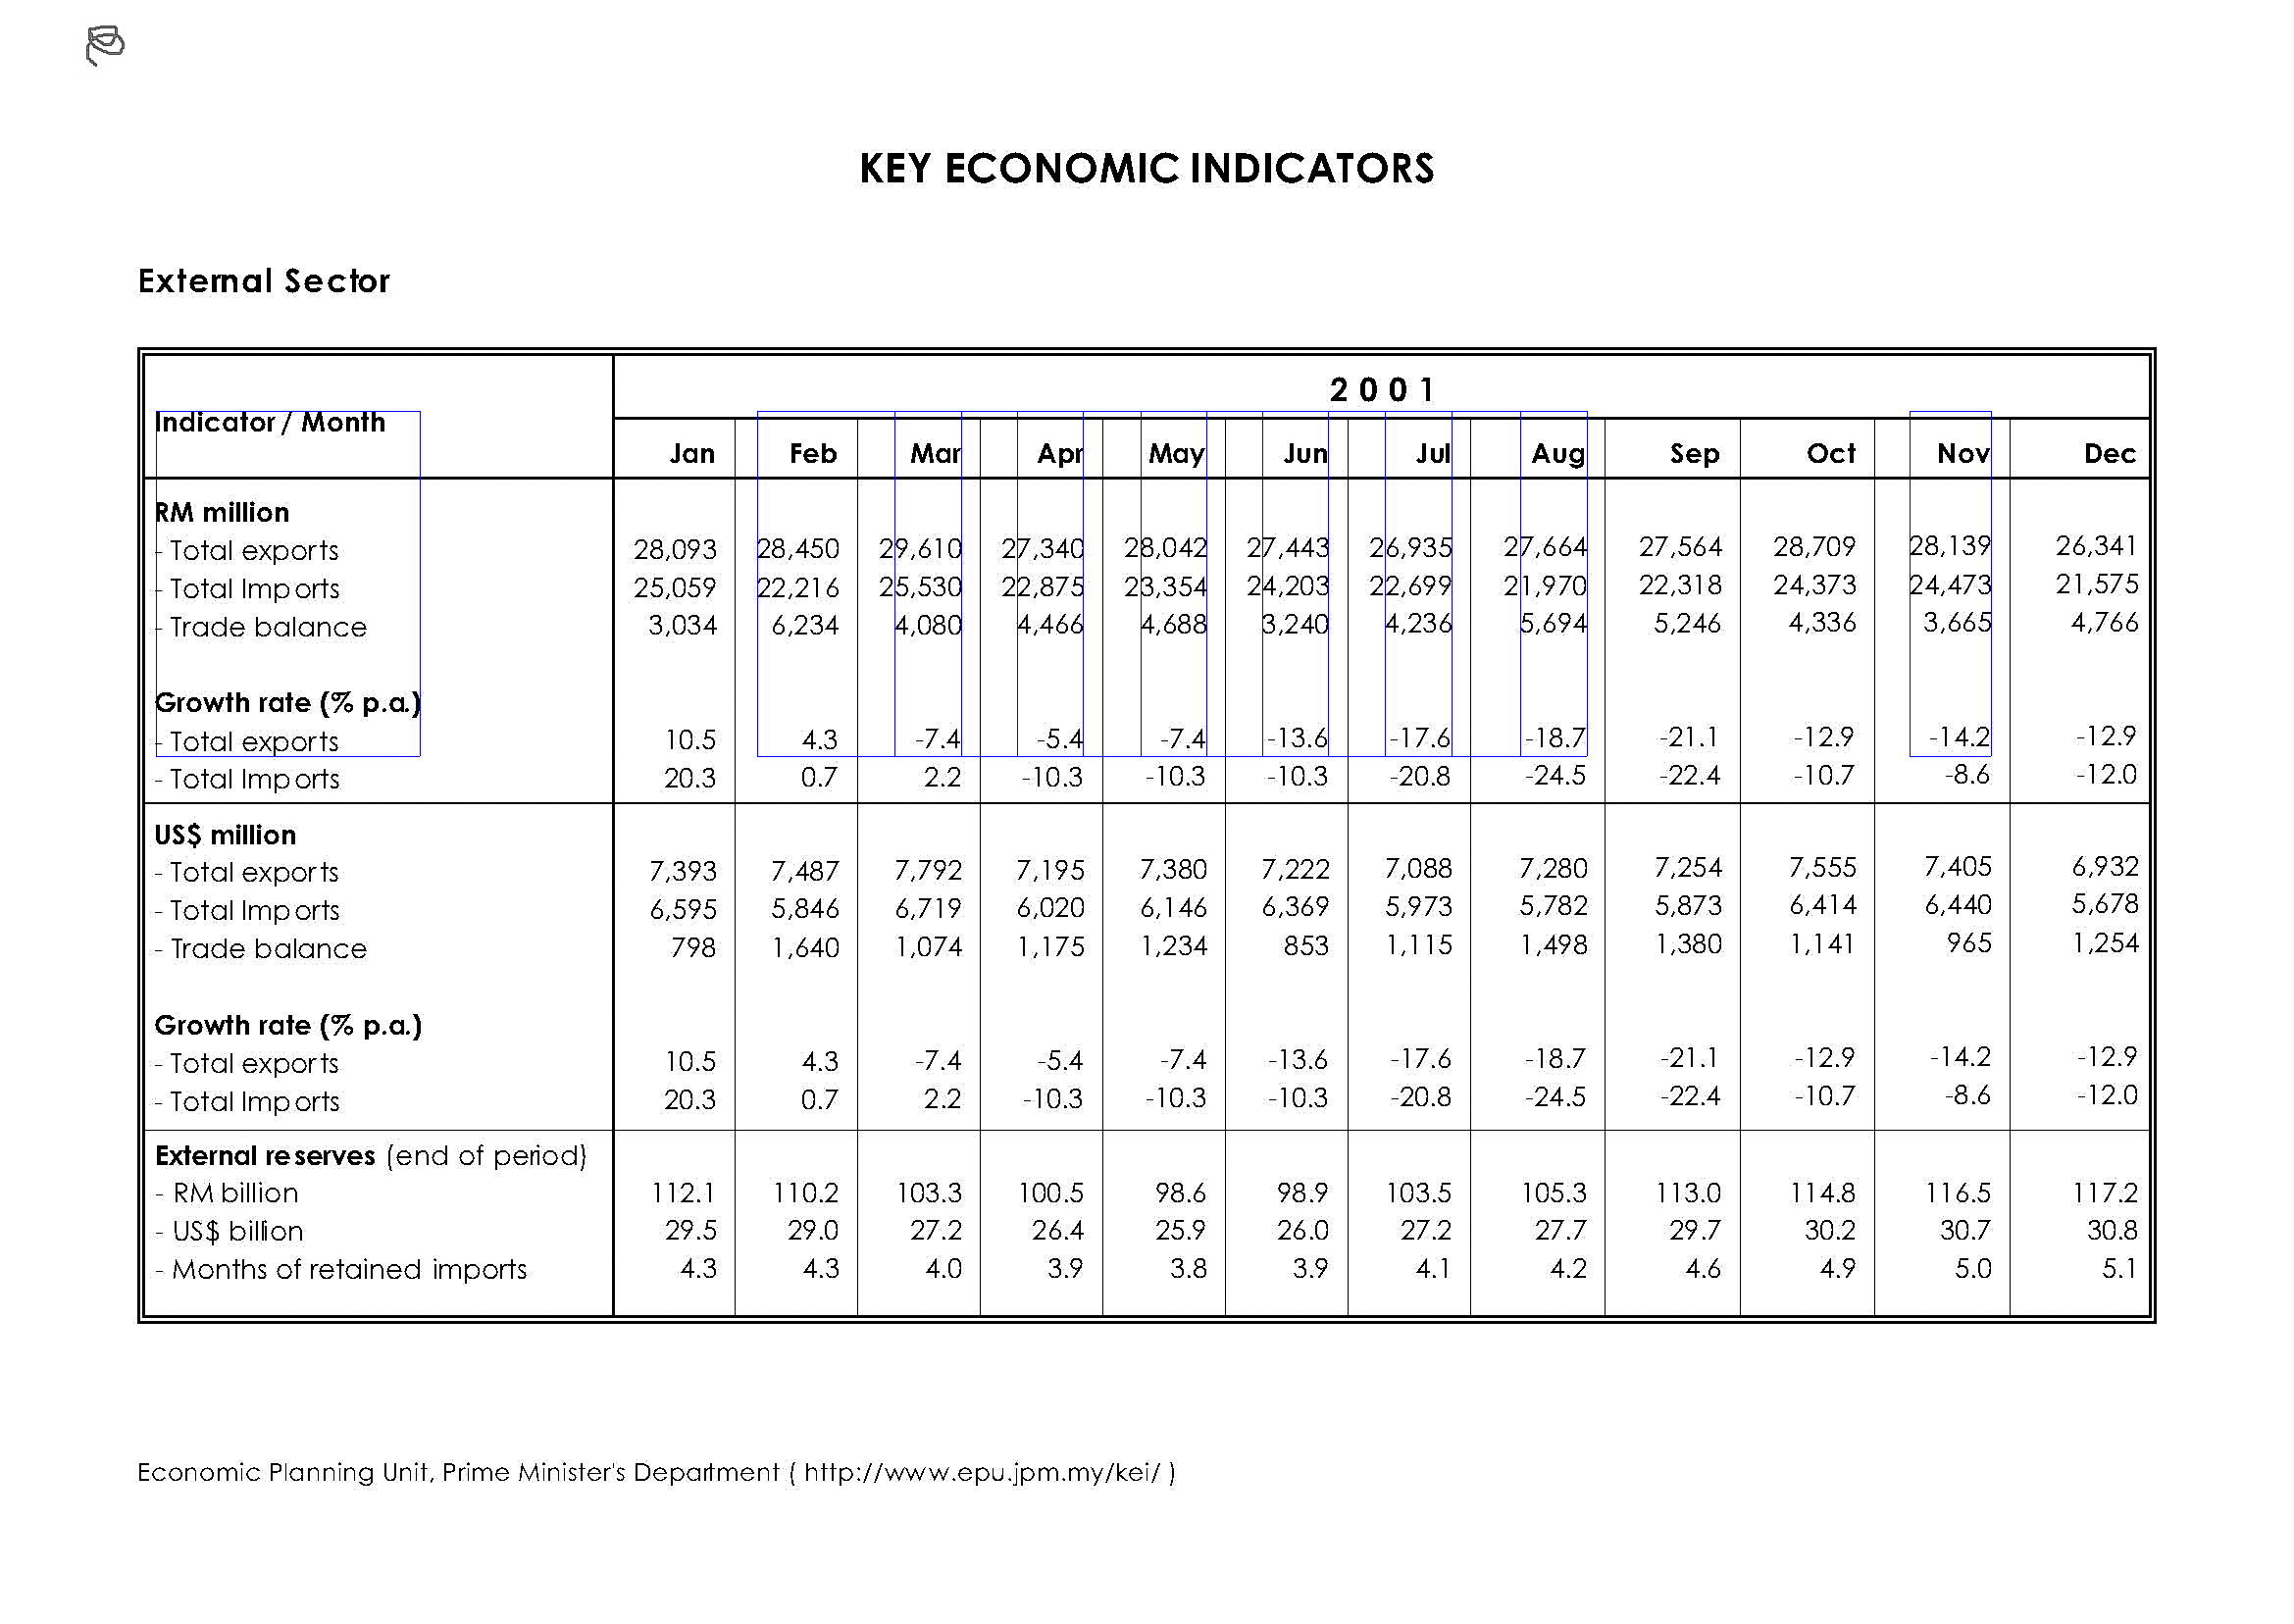 KEY ECONOMIC INDICATORS
External Sector
2 0 0 1
Indicator / Month
Jan Feb Mar Apr May Jun Jul Aug Sep Oct Nov Dec
RM million
- Total exports 28,093 28,450 29,610 27,340 28,042 27,443 26,935 27,664 27,564 28,709 28,139 26,341
- Total Imports 25,059 22,216 25,530 22,875 23,354 24,203 22,699 21,970 22,318 24,373 24,473 21,575
- Trade balance 3,034 6,234 4,080 4,466 4,688 3,240 4,236 5,694 5,246 4,336 3,665 4,766
Growth rate (% p.a.)
- Total exports 10.5 4.3 -7.4 -5.4 -7.4 -13.6 -17.6 -18.7 -21.1 -12.9 -14.2 -12.9
- Total Imports 20.3 0.7 2.2 -10.3 -10.3 -10.3 -20.8 -24.5 -22.4 -10.7 -8.6 -12.0
US$ million
- Total exports 7,393 7,487 7,792 7,195 7,380 7,222 7,088 7,280 7,254 7,555 7,405 6,932
- Total Imports 6,595 5,846 6,719 6,020 6,146 6,369 5,973 5,782 5,873 6,414 6,440 5,678
- Trade balance 798 1,640 1,074 1,175 1,234 853 1,115 1,498 1,380 1,141 965 1,254
Growth rate (% p.a.)
- Total exports 10.5 4.3 -7.4 -5.4 -7.4 -13.6 -17.6 -18.7 -21.1 -12.9 -14.2 -12.9
- Total Imports 20.3 0.7 2.2 -10.3 -10.3 -10.3 -20.8 -24.5 -22.4 -10.7 -8.6 -12.0
External reserves (end of period)
- RM billion 112.1 110.2 103.3 100.5 98.6 98.9 103.5 105.3 113.0 114.8 116.5 117.2
- US$ billion 29.5 29.0 27.2 26.4 25.9 26.0 27.2 27.7 29.7 30.2 30.7 30.8
- Months of retained imports 4.3 4.3 4.0 3.9 3.8 3.9 4.1 4.2 4.6 4.9 5.0 5.1
Economic Planning Unit, Prime Minister's Department ( http://www.epu.jpm.my/kei/ )